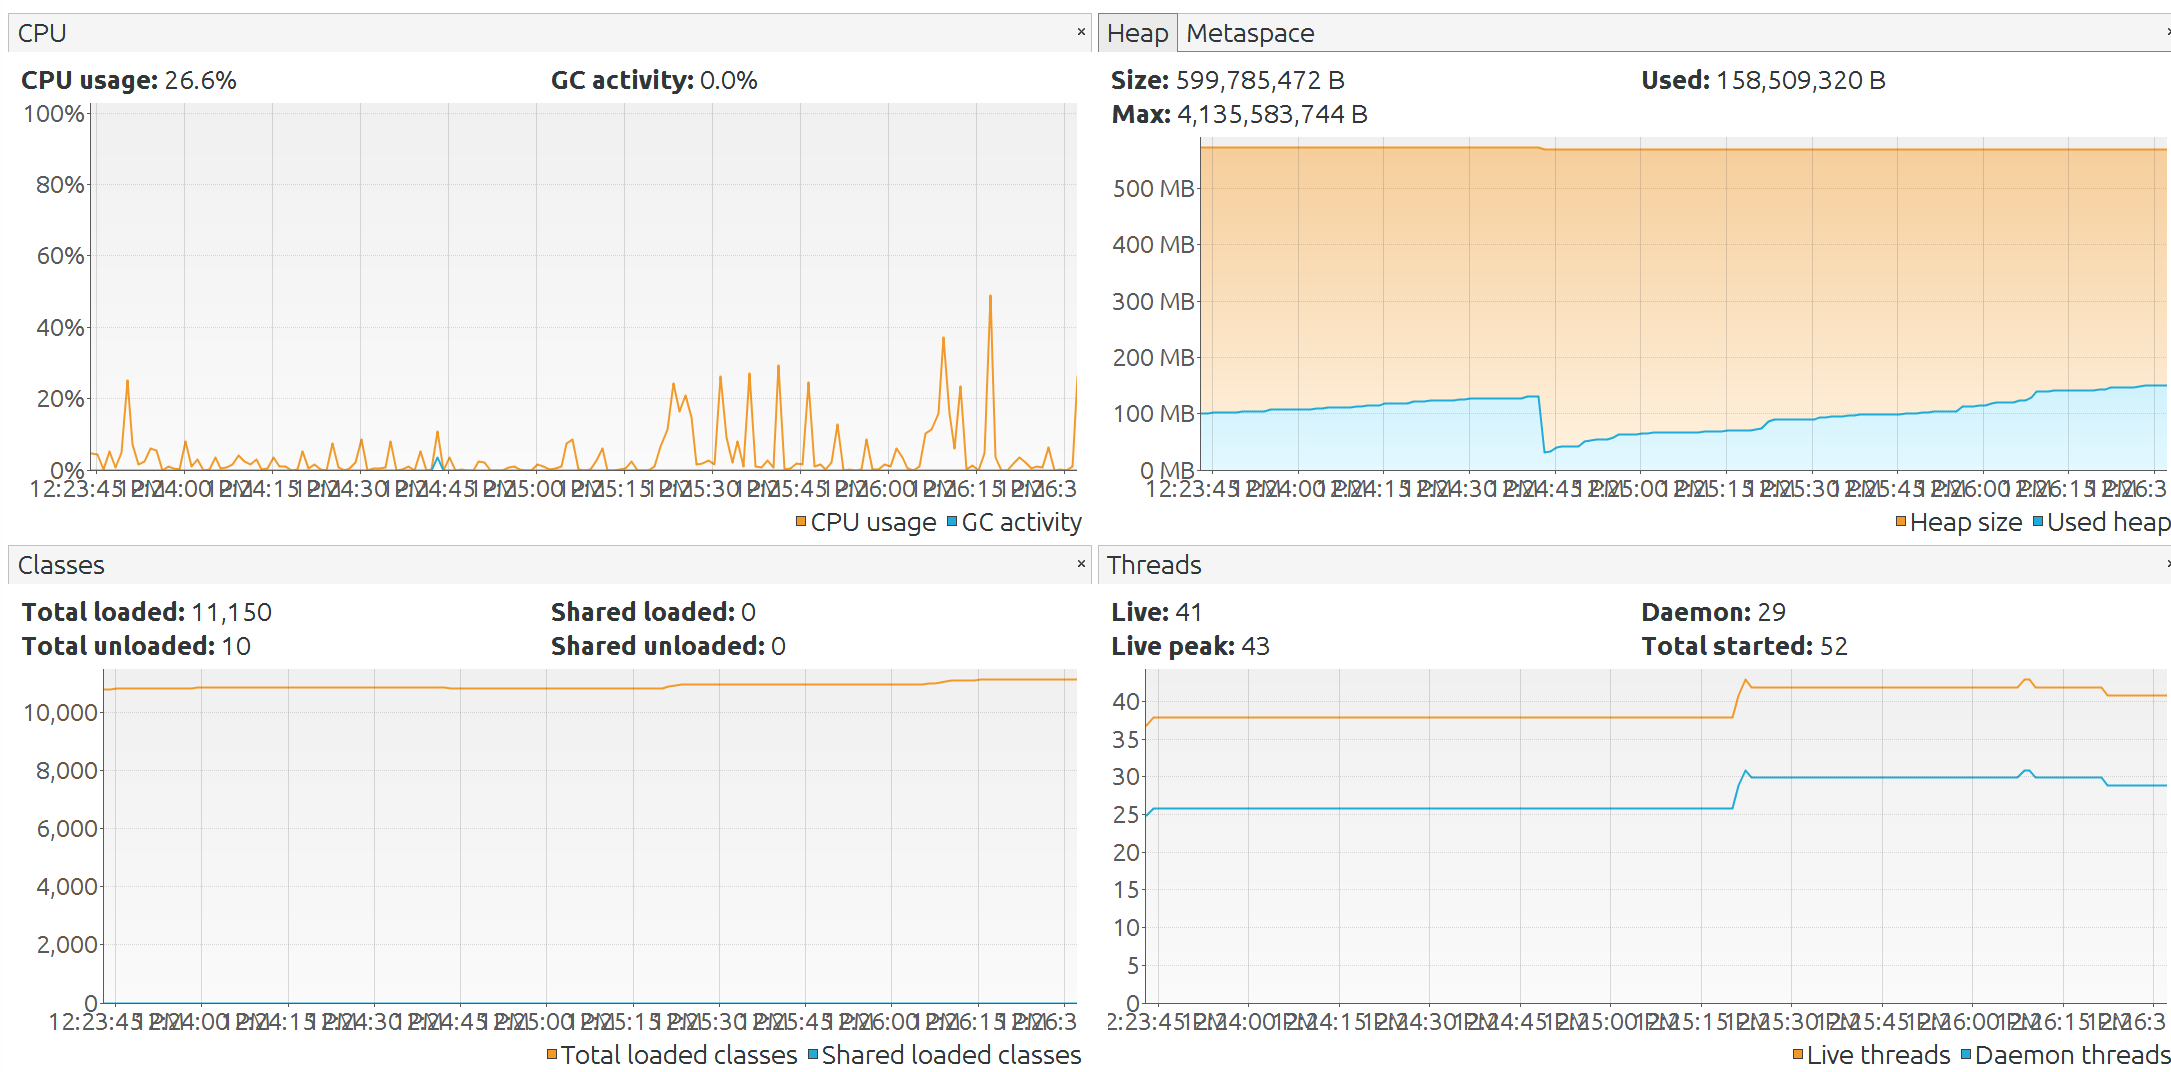 CPU
CPU usage: 26.6%
GC activity: 0.0%
100%
80%
60%
40%
20%
0%
12:23:45 PM
12:24:00 PM
12:24:15 PM
12:24:30 PM
12:24:45 PM
12:25:00 PM
12:25:15 PM
12:25:30 PM
12:25:45 PM
12:26:00 PM
12:26:15 PM
12:26:3
CPU usage GC activity
Heap Metaspace
Size: 599,785,472 B
Used: 158,509,320 B
Max: 4,135,583,744 B
500 MB
400 MB
300 MB
200 MB
100 MB
0 MB
12:23:45 PM
12:24:00 PM
12:24:15 PM
12:24:30 PM
12:24:45 PM
12:25:00 PM
12:25:15 PM
12:25:30 PM
12:25:45 PM
12:26:00 PM
12:26:15 PM
12:26:3
Heap size Used heap
Classes
Total loaded: 11,150
Shared loaded: 0
Total unloaded: 10
Shared unloaded: 0
10,000
8,000
6,000
4,000
2,000
0
12:23:45 PM
12:24:00 PM
12:24:15 PM
12:24:30 PM
12:24:45 PM
12:25:00 PM
12:25:15 PM
12:25:30 PM
12:25:45 PM
12:26:00 PM
12:26:15 PM
12:26:3
Total loaded classes Shared loaded classes
Threads
Live: 41
Daemon: 29
Live peak: 43
Total started: 52
40
35
30
25
20
15
10
5
0
2:23:45 PM
12:24:00 PM
12:24:15 PM
12:24:30 PM
12:24:45 PM
12:25:00 PM
12:25:15 PM
12:25:30 PM
12:25:45 PM
12:26:00 PM
12:26:15 PM
12:26:3
Live threads Daemon threads